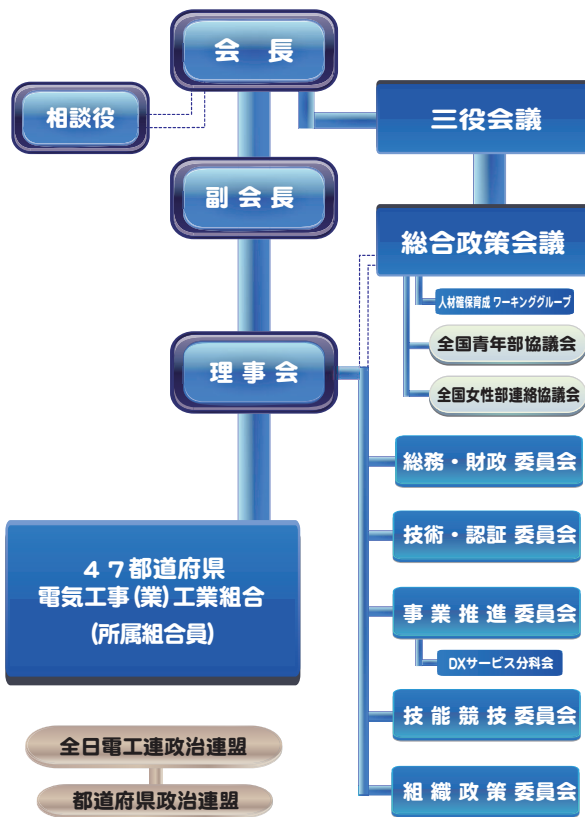 会 長
相談役
三役会議
副 会 長
総合政策会議
人材確保育成 ワーキンググループ
全国青年部協議会
理 事 会
全国女性部連絡協議会
総務・財政 委員会
技術・認証 委員会
４７都道府県
電気工事(業)工業組合
(所属組合員)
事 業 推 進 委員会
DXサービス分科会
技 能 競 技 委員会
全日電工連政治連盟
組 織 政 策 委員会
都道府県政治連盟